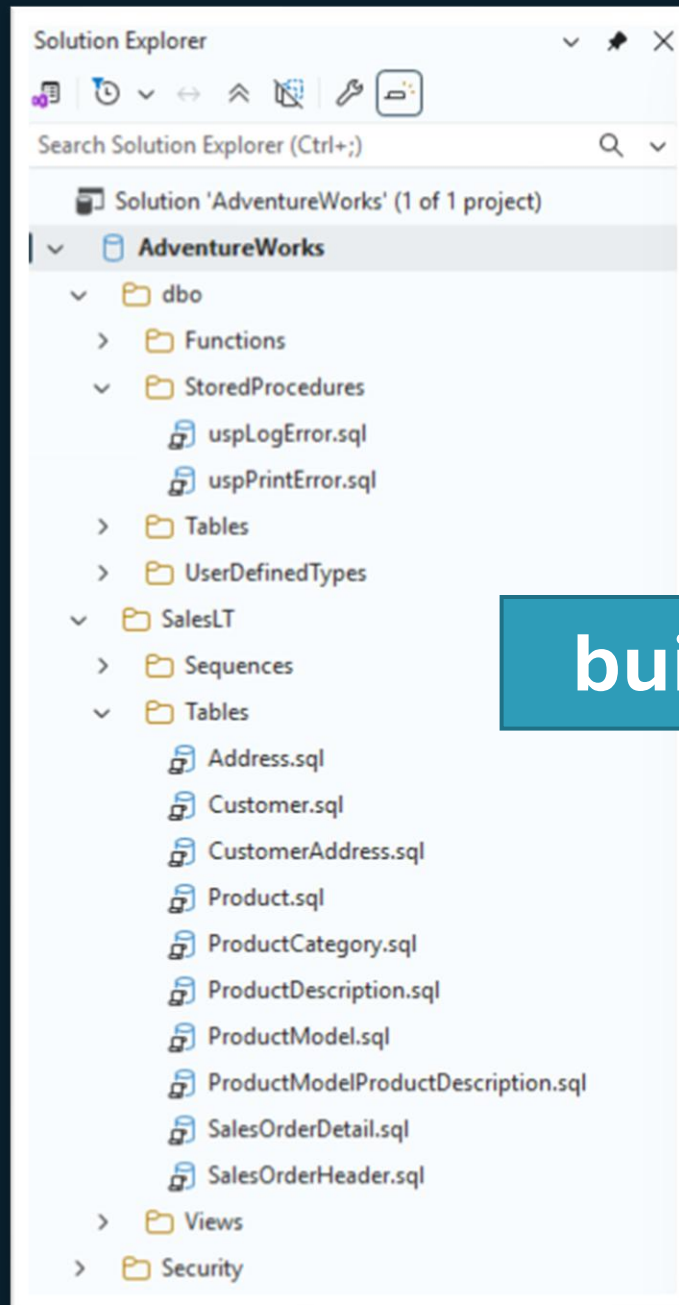 Solution Explorer
Search Solution Explorer (Ctrl+;)
Solution 'AdventureWorks' (1 of 1 project)
AdventureWorks
dbo
Functions
StoredProcedures
uspLogError.sql
uspPrintError.sql
Tables
UserDefinedTypes
SalesLT
Sequences
Tables
Address.sql
Customer.sql
CustomerAddress.sql
Product.sql
ProductCategory.sql
ProductDescription.sql
ProductModel.sql
ProductModelProductDescription.sql
SalesOrderDetail.sql
SalesOrderHeader.sql
Views
Security